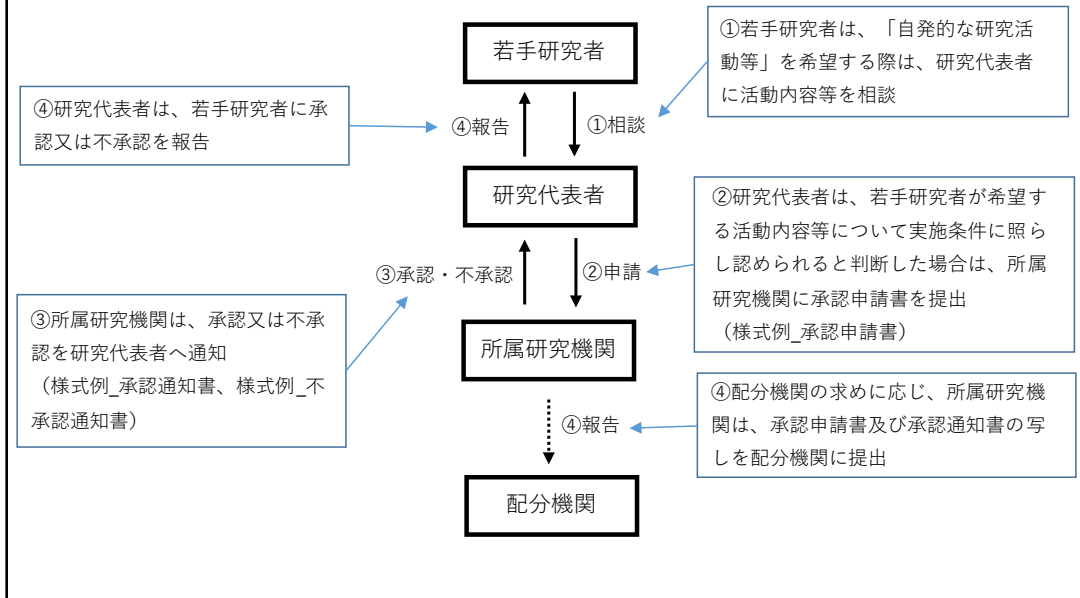 若手研究者
①若手研究者は、「自発的な研究活
動等」を希望する際は、研究代表者
に活動内容等を相談
④研究代表者は、若手研究者に承
認又は不承認を報告
④報告
①相談
研究代表者
②研究代表者は、若手研究者が希望す
る活動内容等について実施条件に照ら
し認められると判断した場合は、所属
研究機関に承認申請書を提出
（様式例_承認申請書）
③承認・不承認
②申請
③所属研究機関は、承認又は不承
認を研究代表者へ通知
（様式例_承認通知書、様式例_不
承認通知書）
所属研究機関
④配分機関の求めに応じ、所属研究機
関は、承認申請書及び承認通知書の写
しを配分機関に提出
④報告
配分機関